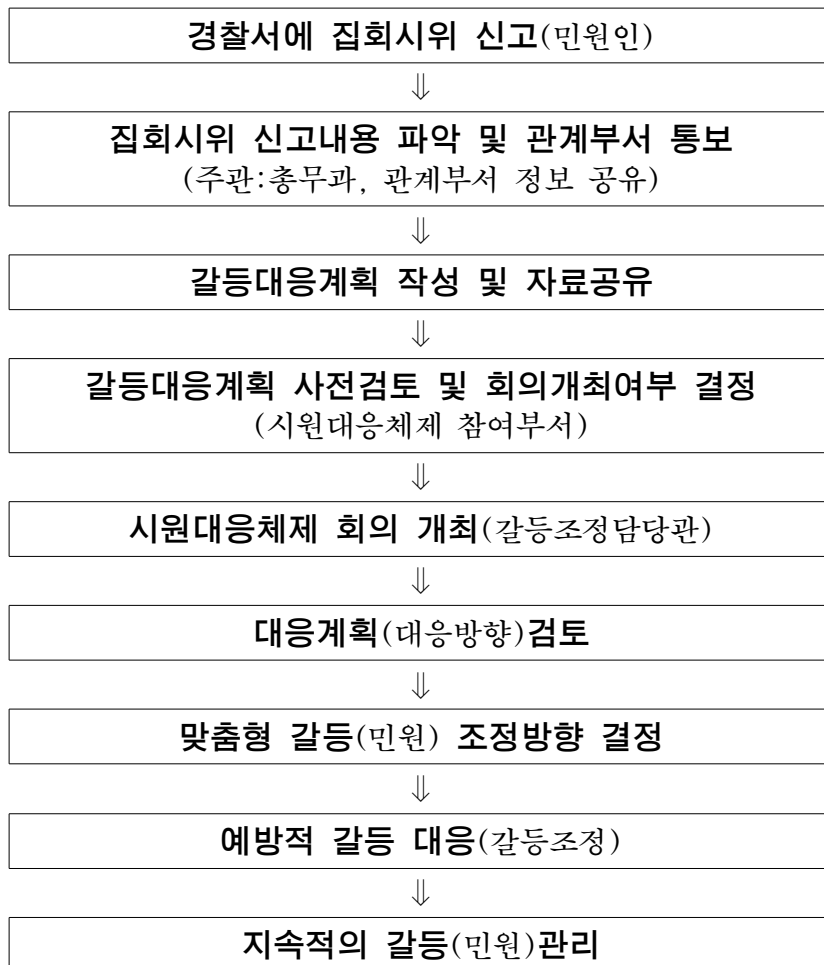 경찰서에 집회시위 신고(민원인)
⇓
집회시위 신고내용 파악 및 관계부서 통보
(주관:총무과, 관계부서 정보 공유)
⇓
갈등대응계획 작성 및 자료공유
⇓
갈등대응계획 사전검토 및 회의개최여부 결정
(시원대응체제 참여부서)
⇓
시원대응체제 회의 개최(갈등조정담당관)
⇓
대응계획(대응방향)검토
⇓
맞춤형 갈등(민원) 조정방향 결정
⇓
예방적 갈등 대응(갈등조정)
⇓
지속적의 갈등(민원)관리